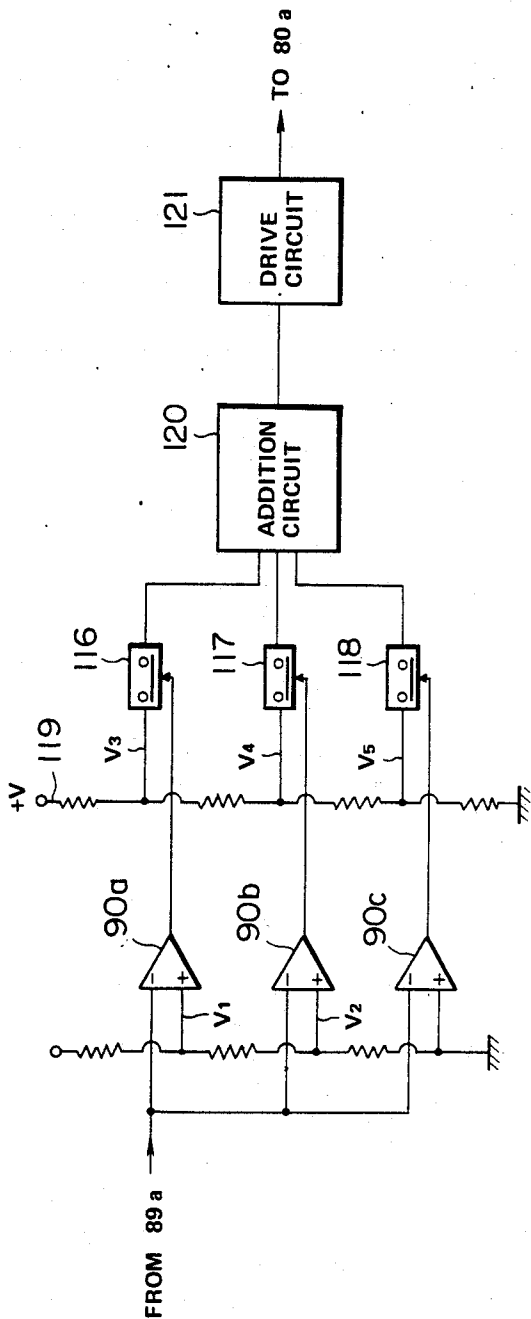 FROM 89a
V1
V2
90a
90b
90c
− +
− +
− +
+V
119
V3
V4
V5
116
117
118
120
ADDITION
CIRCUIT
121
DRIVE
CIRCUIT
TO 80a